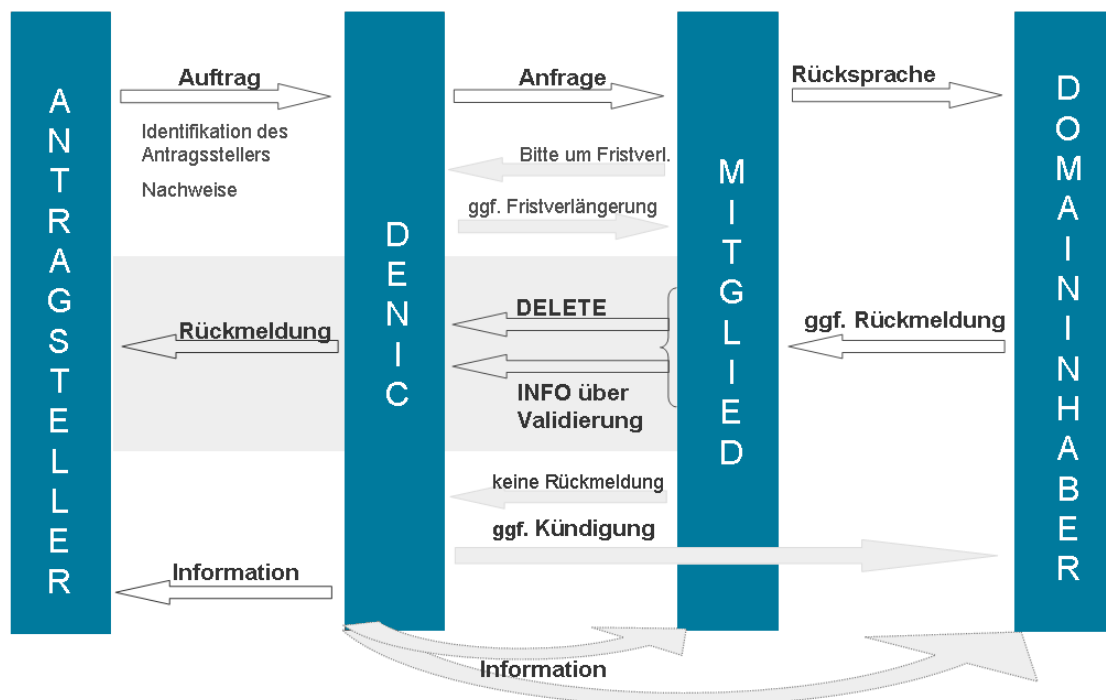 ANTRAGSTELLER
DENIC
MITGLIED
DOMAININHABER
Auftrag
Identifikation des
Antragsstellers
Nachweise
Anfrage
Rücksprache
Bitte um Fristverl.
ggf. Fristverlängerung
Rückmeldung
DELETE
INFO über
Validierung
ggf. Rückmeldung
keine Rückmeldung
ggf. Kündigung
Information
Information